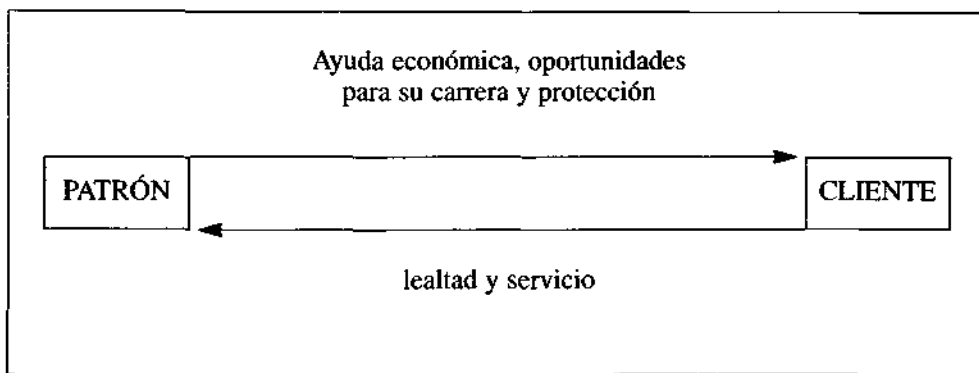 Ayuda económica, oportunidades
para su carrera y protección
PATRÓN
CLIENTE
lealtad y servicio